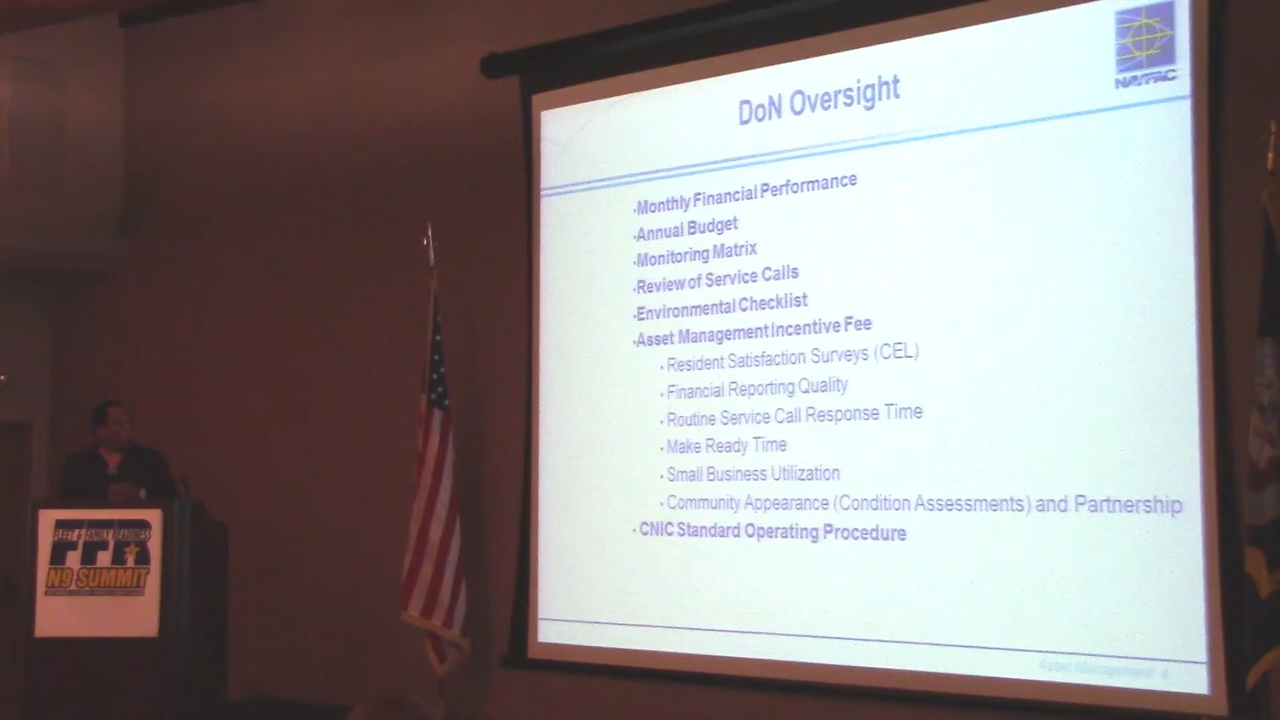 DoN Oversight
NAVFAC
•Monthly Financial Performance
•Annual Budget
•Monitoring Matrix
•Review of Service Calls
•Environmental Checklist
•Asset Management Incentive Fee
• Resident Satisfaction Surveys (CEL)
• Financial Reporting Quality
• Routine Service Call Response Time
• Make Ready Time
• Small Business Utilization
• Community Appearance (Condition Assessments) and Partnership
• CNIC Standard Operating Procedure
Asset Management
FLEET & FAMILY READINESS
FFR
N9 SUMMIT